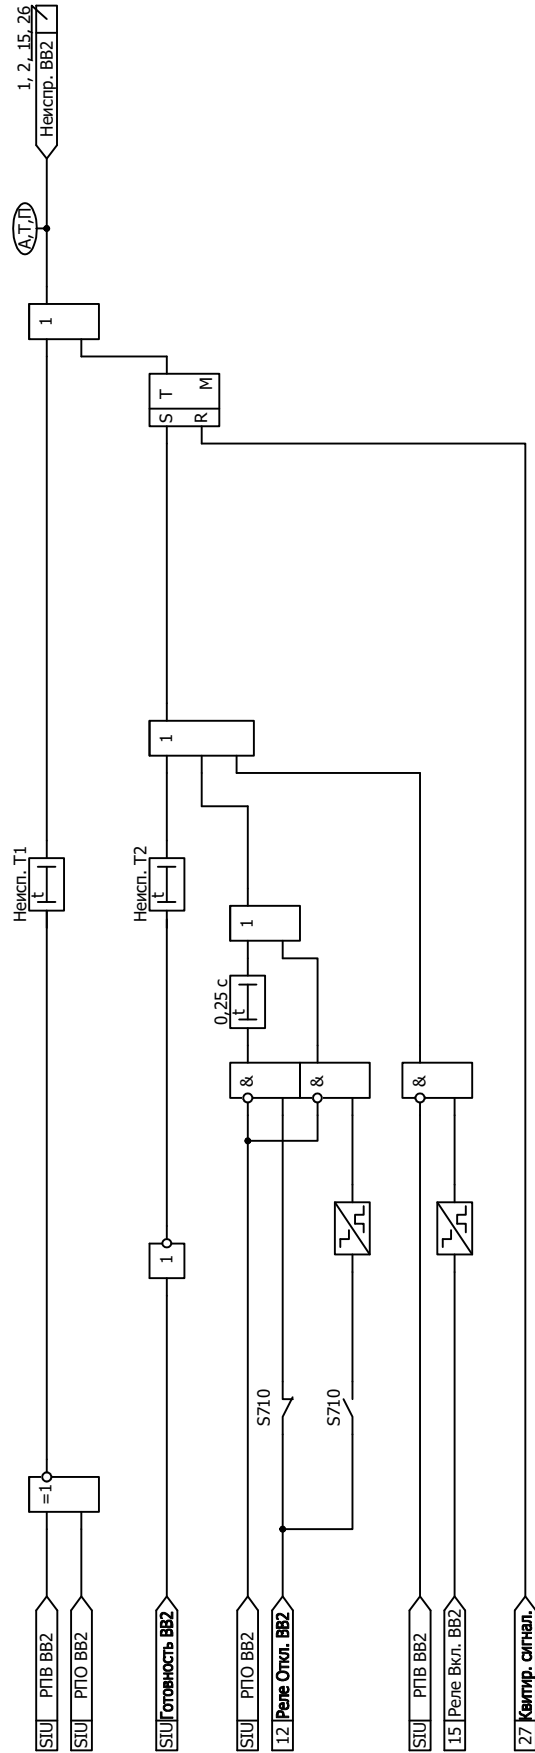 SIU РПВ ВВ2
SIU РПО ВВ2
=1
Неисп. T1
t
1
А,Т,П
Неиспр. ВВ2
1, 2, 15, 26
SIU Готовность ВВ2
1
Неисп. T2
t
1
S T
R M
SIU РПО ВВ2
12 Реле Откл. ВВ2
S710
S710
&
&
0,25 с
t
1
SIU РПВ ВВ2
15 Реле Вкл. ВВ2
&
27 Квитир. сигнал.